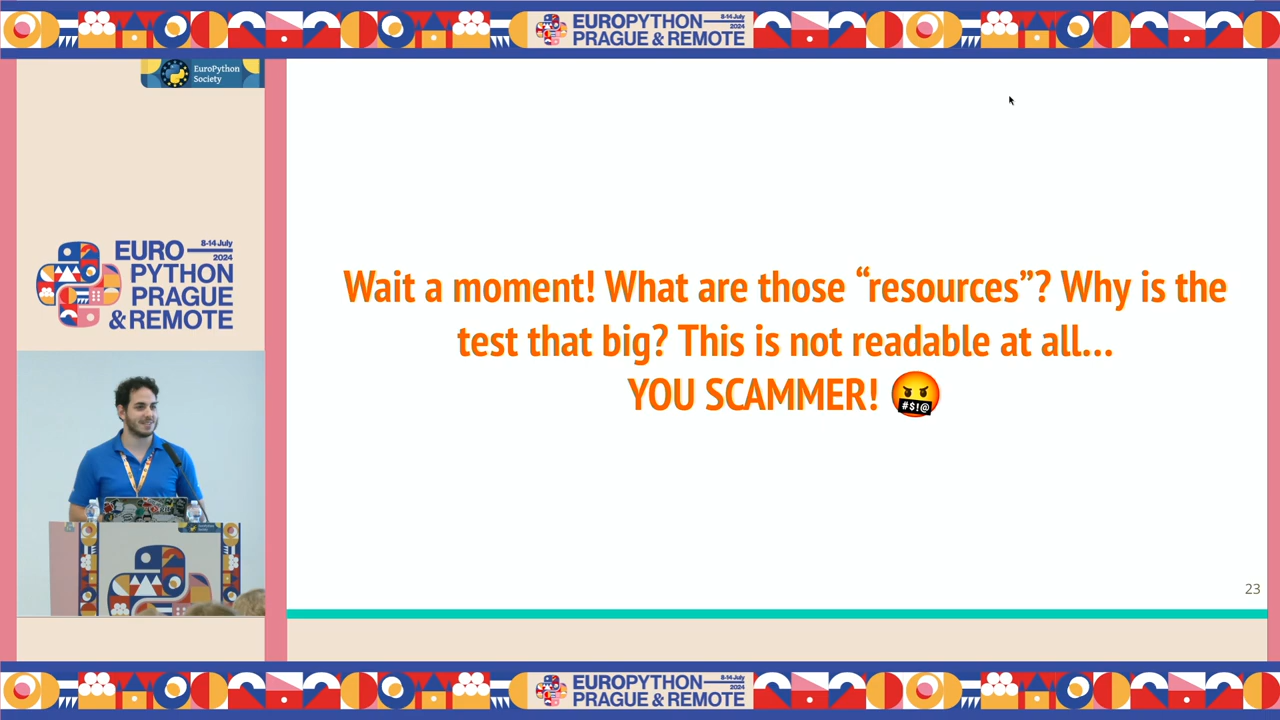 EUROPYTHON
8-14 July
2024
PRAGUE & REMOTE
EuroPython
Society
EURO
8-14 July
2024
PYTHON
PRAGUE
& REMOTE
Wait a moment! What are those “resources”? Why is the
test that big? This is not readable at all...
YOU SCAMMER!
#$!@
23
EUROPYTHON
8-14 July
2024
PRAGUE & REMOTE